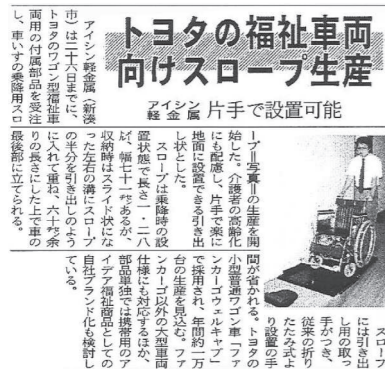 トヨタの福祉車両
向けスロープ生産
アイシン
軽金属
片手で設置可能
アイシン軽金属(新湊
市)は二十八日までに、
トヨタのワゴン型福祉車
両用の付属部品を受注
し、車いすの乗降用スロ
ープ=写真=の生産を開
始した。介護者の高齢化
にも配慮し、片手で楽に
地面に設置できる引き出
し状とした。
スロープは乗降時の設
置状態で長さ一・二八
㍍、幅七十一㌢あるが、
収納時はスライド状にな
った左右の溝にスロープ
の半分を引き出しのよう
に入れて重ね、六十㌢余
りの長さにした上で車の
最後部に立てられる。
スロープ
には引き出
し用の取っ
手がつき、
従来の折り
たたみ式よ
り設置の手
間が省かれる。トヨタの
小型普通ワゴン車「ファ
ンカーゴウェルキャブ」
で採用され、年間約一万
台の生産を見込む。ファ
ンカーゴ以外の大型車両
仕様にも対応するほか、
部品単独では携帯用のア
イデア福祉商品としての
自社ブランド化も検討し
ている。